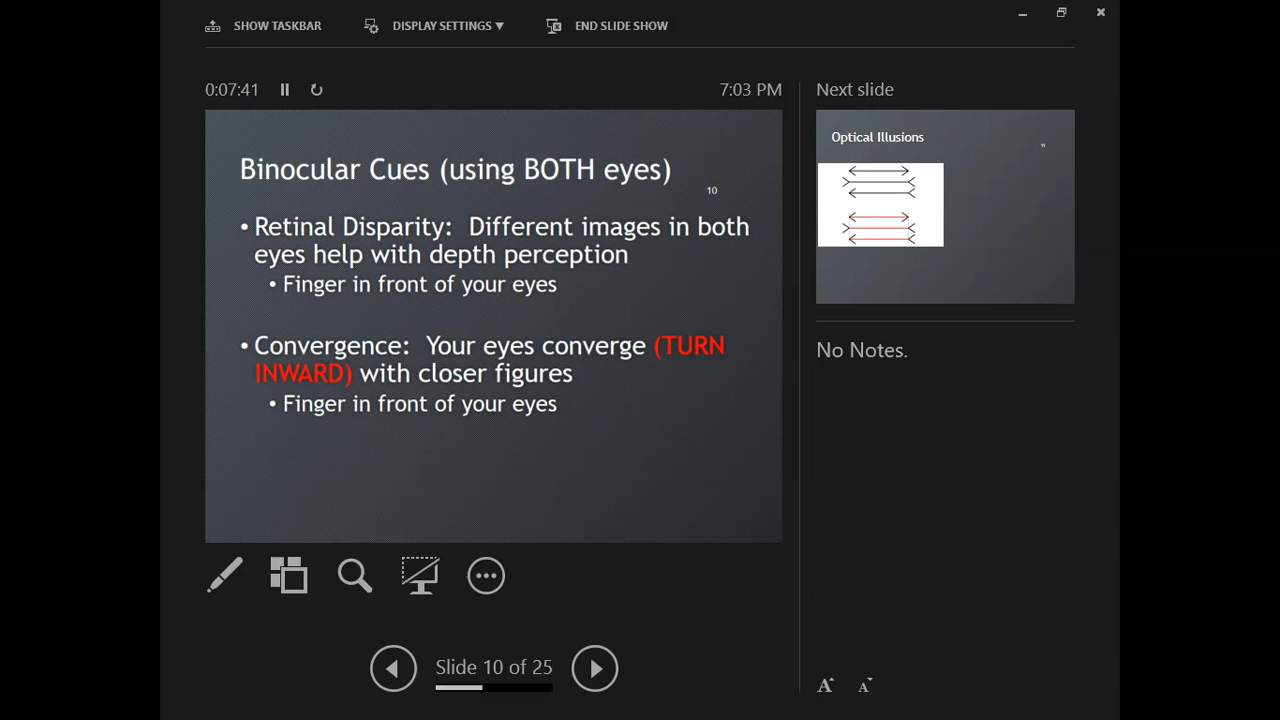 SHOW TASKBAR
DISPLAY SETTINGS ▼
END SLIDE SHOW
0:07:41
7:03 PM
Binocular Cues (using BOTH eyes)
10
• Retinal Disparity:  Different images in both
eyes help with depth perception
• Finger in front of your eyes
• Convergence:  Your eyes converge (TURN
INWARD) with closer figures
• Finger in front of your eyes
Slide 10 of 25
Next slide
Optical Illusions
No Notes.
A A